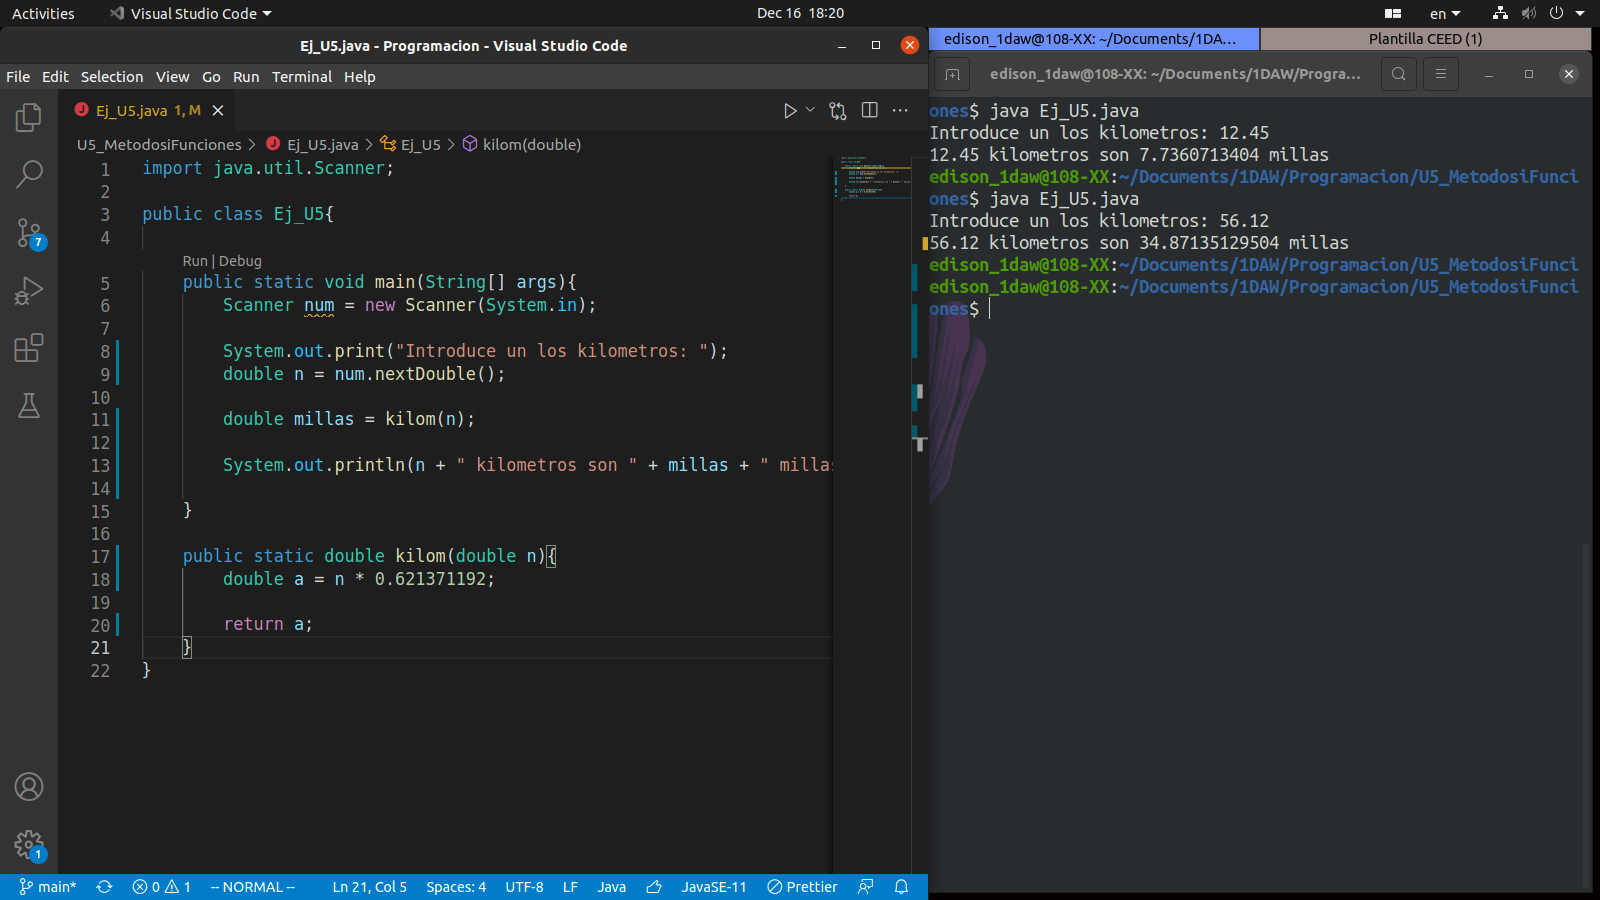 Activities Visual Studio Code Dec 16 18:20 en
Ej_U5.java - Programacion - Visual Studio Code
File Edit Selection View Go Run Terminal Help
Ej_U5.java 1, M
U5_MetodosiFunciones > Ej_U5.java > Ej_U5 > kilom(double)
1 import java.util.Scanner;
2
3 public class Ej_U5{
4
Run | Debug
5 public static void main(String[] args){
6 Scanner num = new Scanner(System.in);
7
8 System.out.print("Introduce un los kilometros: ");
9 double n = num.nextDouble();
10
11 double millas = kilom(n);
12
13 System.out.println(n + " kilometros son " + millas + " millas
14
15 }
16
17 public static double kilom(double n){
18 double a = n * 0.621371192;
19
20 return a;
21 }
22 }
7
1
main* 0 1 -- NORMAL -- Ln 21, Col 5 Spaces: 4 UTF-8 LF Java JavaSE-11 Prettier
edison_1daw@108-XX: ~/Documents/1DA... Plantilla CEED (1)
edison_1daw@108-XX: ~/Documents/1DAW/Progra...
ones$ java Ej_U5.java
Introduce un los kilometros: 12.45
12.45 kilometros son 7.7360713404 millas
edison_1daw@108-XX:~/Documents/1DAW/Programacion/U5_MetodosiFunci
ones$ java Ej_U5.java
Introduce un los kilometros: 56.12
56.12 kilometros son 34.87135129504 millas
edison_1daw@108-XX:~/Documents/1DAW/Programacion/U5_MetodosiFunci
edison_1daw@108-XX:~/Documents/1DAW/Programacion/U5_MetodosiFunci
ones$